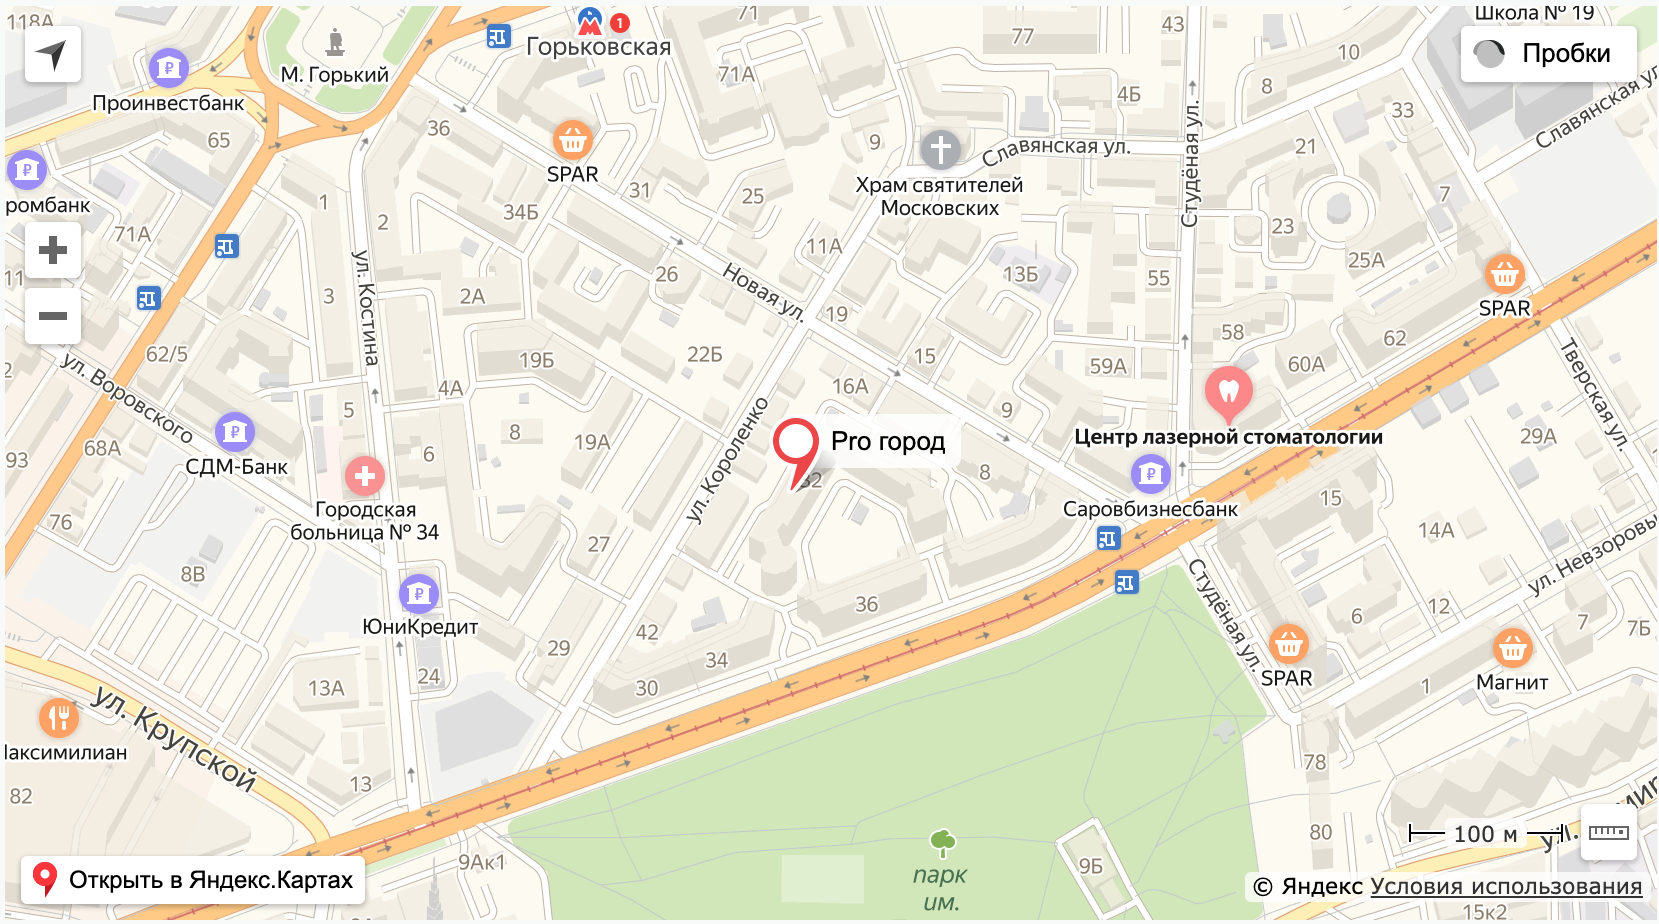 118А
71
43
Школа № 19
77
Пробки
1
Горьковская
М. Горький
71А
10
8
4Б
Проинвестбанк
33
Славянская ул.
65
36
9
Славянская ул.
21
SPAR
Студёная ул.
31
Храм святителей
Московских
25
7
ромбанк
1
2
34Б
71А
23
11А
25А
ул. Костина
26
Новая ул.
13Б
55
3
2А
SPAR
19
58
62
62/5
19Б
22Б
15
59А
60А
Тверская ул.
ул. Воровского
4А
16А
5
9
8
ул. Короленко
Pro город
Центр лазерной стоматологии
29А
68А
19А
6
93
СДМ-Банк
8
32
15
Городская
больница № 34
Саровбизнесбанк
76
27
14А
ул. Невзоровы
8В
Студёная ул.
36
12
6
ЮниКредит
42
7
7Б
29
34
24
SPAR
Магнит
13А
30
1
ул. Крупской
аксимилиан
78
13
82
80
100 м
9Ак1
9Б
Открыть в Яндекс.Картах
парк
им.
© Яндекс Условия использования
15к2